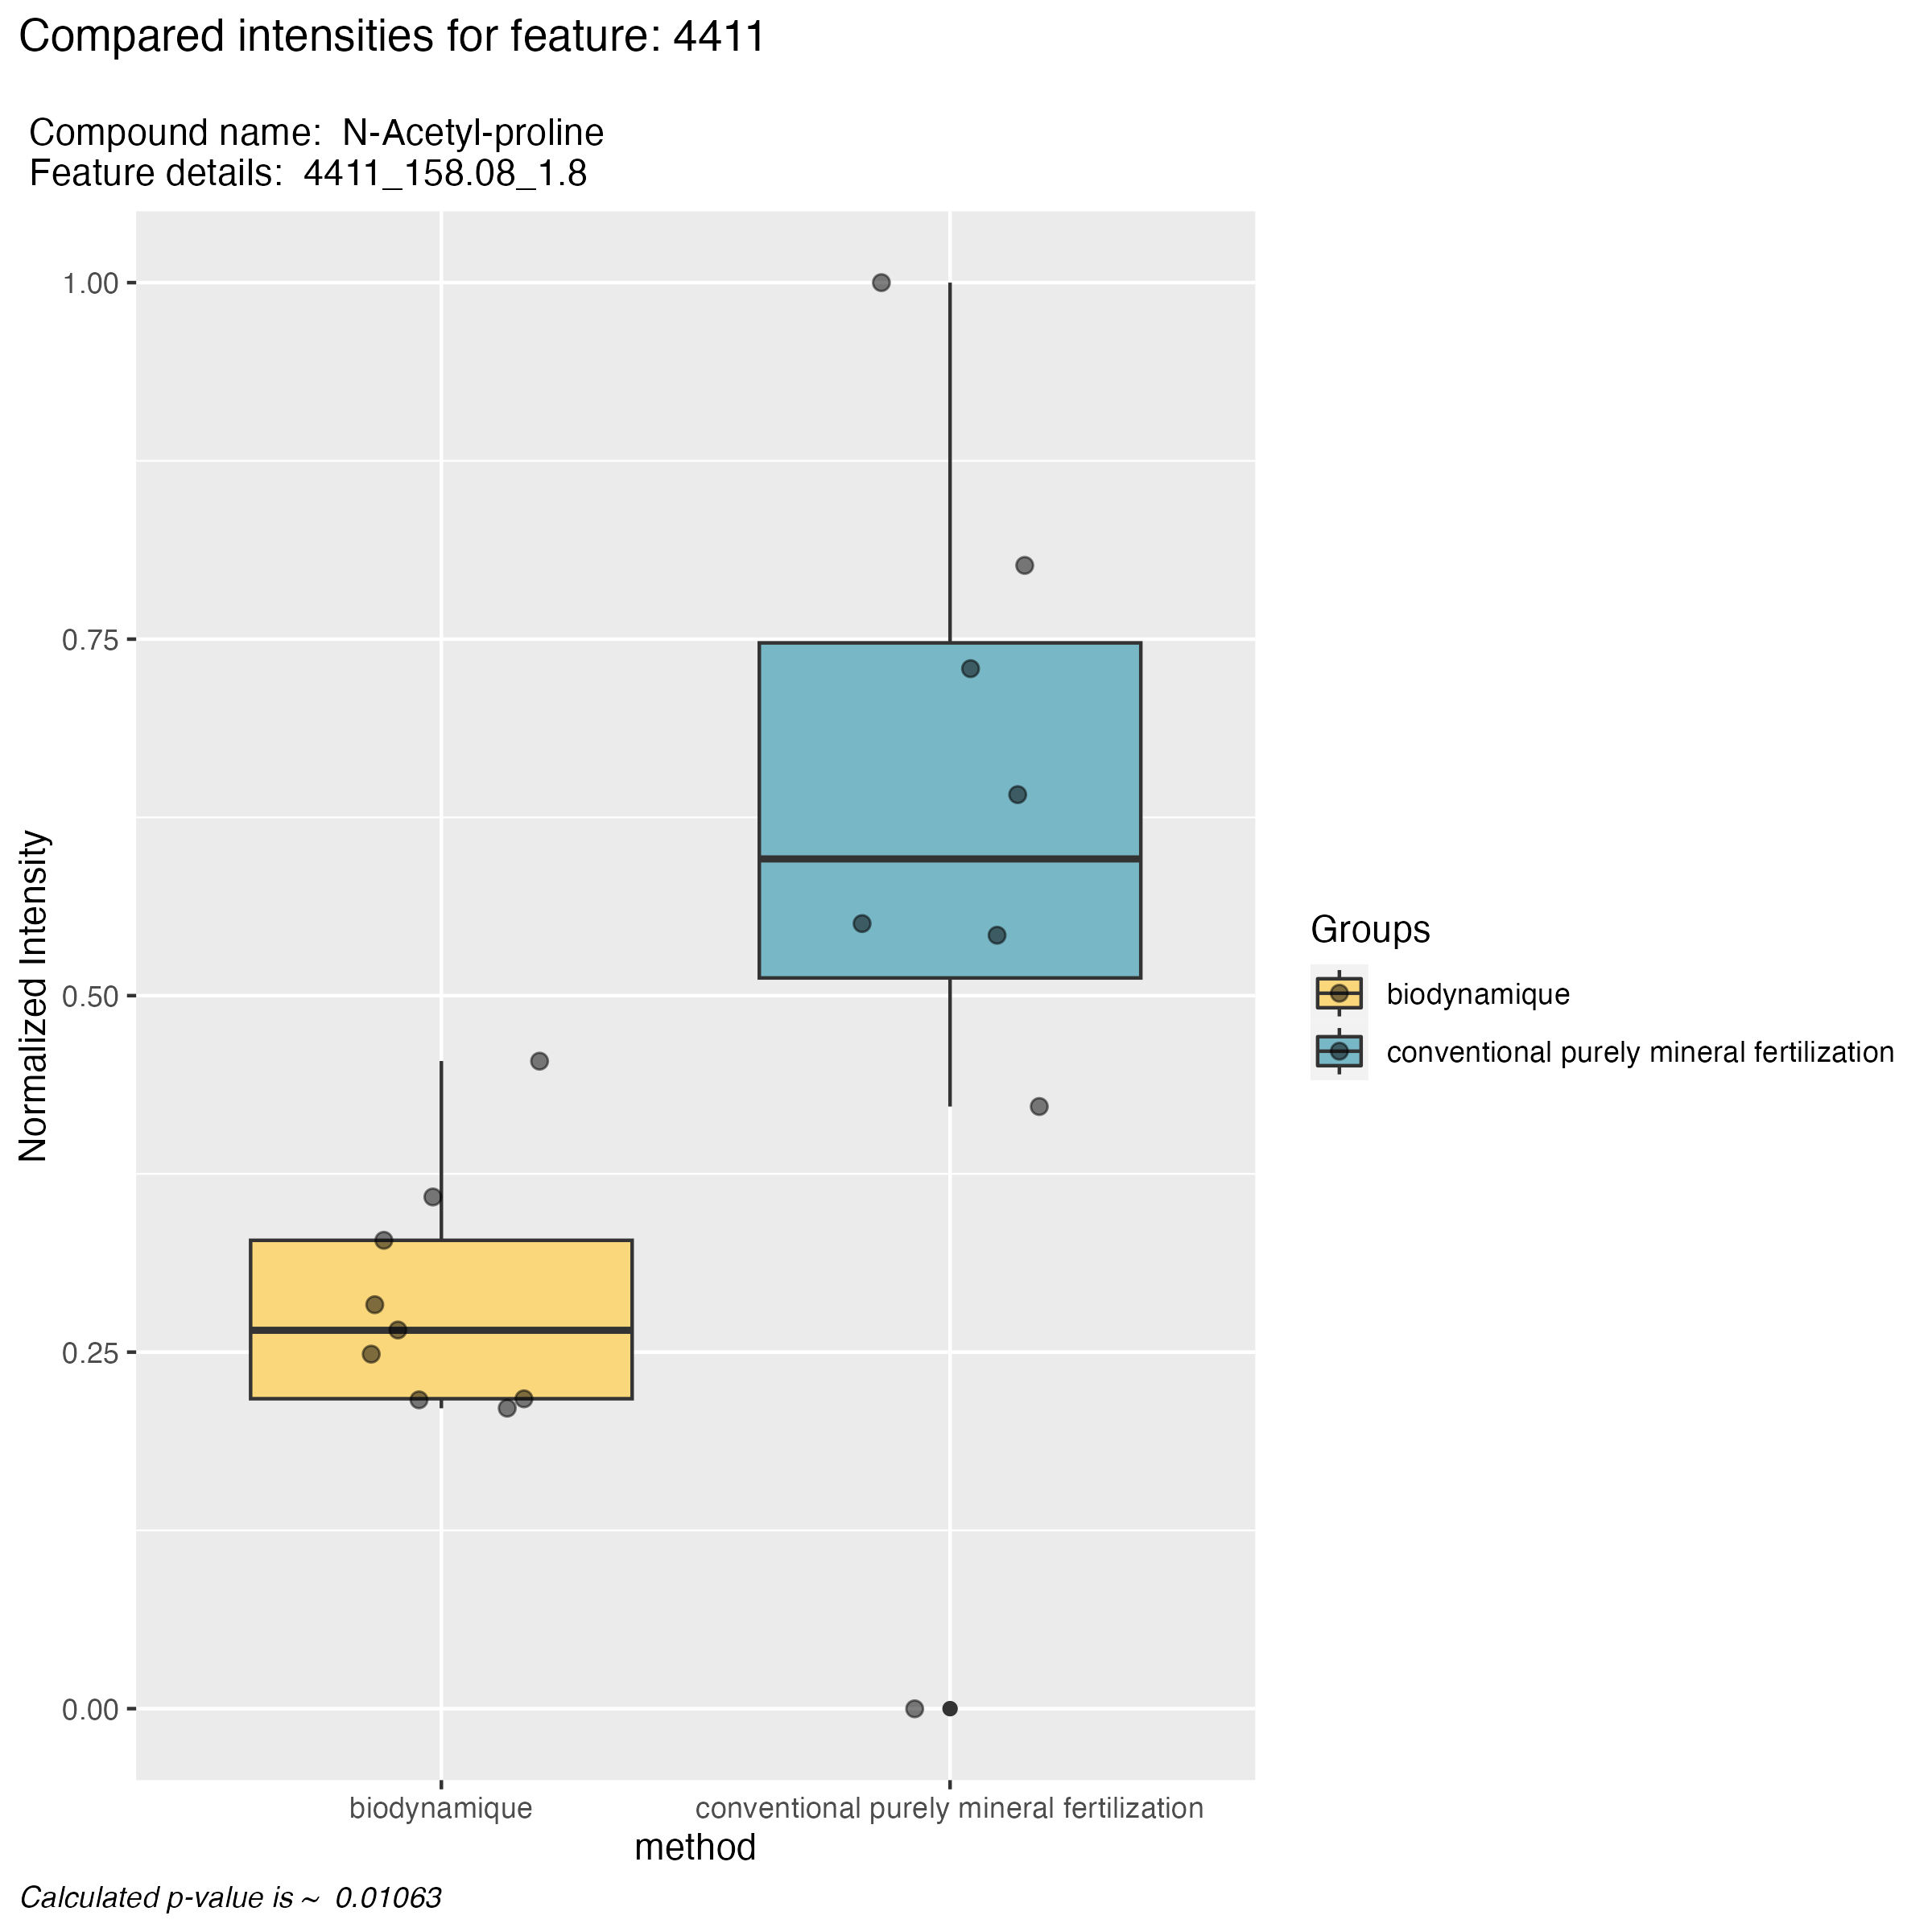 Compared intensities for feature: 4411
Compound name:  N-Acetyl-proline
Feature details:  4411_158.08_1.8
Normalized Intensity
1.00
0.75
0.50
0.25
0.00
biodynamique
conventional purely mineral fertilization
method
Groups
biodynamique
conventional purely mineral fertilization
Calculated p-value is ~  0.01063